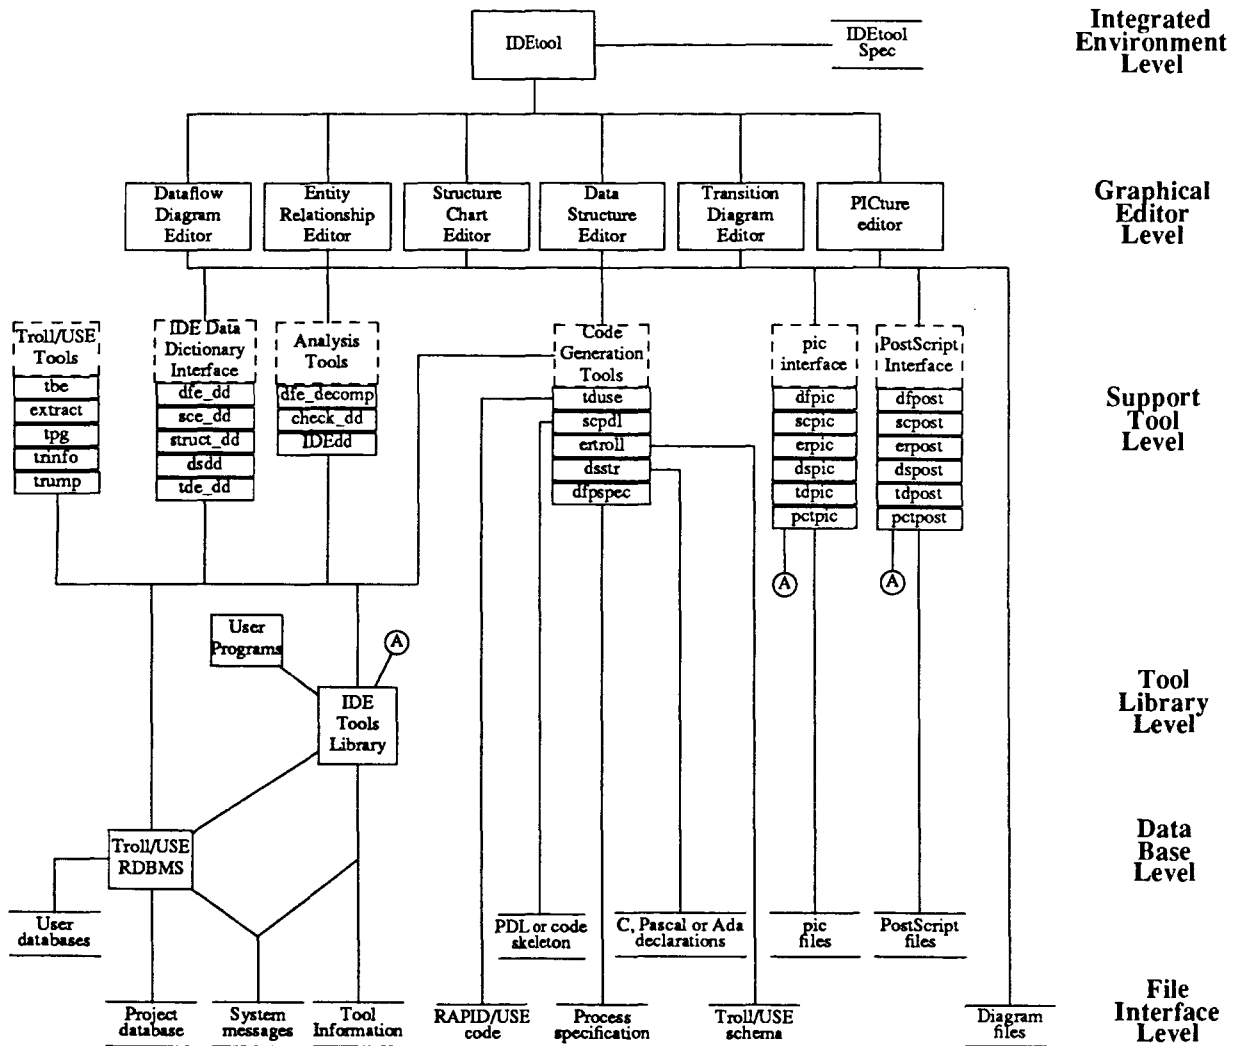 IDEtool
IDEtool
Spec
Integrated
Environment
Level
Dataflow
Diagram
Editor
Entity
Relationship
Editor
Structure
Chart
Editor
Data
Structure
Editor
Transition
Diagram
Editor
PICture
editor
Graphical
Editor
Level
Troll/USE
Tools
tbe
extract
tpg
trinfo
trump
IDE Data
Dictionary
Interface
dfe_dd
sce_dd
struct_dd
dsdd
tde_dd
Analysis
Tools
dfe_decomp
check_dd
IDEdd
Code
Generation
Tools
tduse
scpdl
ertroll
dsstr
dfpspec
pic
interface
dfpic
scpic
erpic
dspic
tdpic
pctpic
PostScript
Interface
dfpost
scpost
erpost
dspost
tdpost
pctpost
Support
Tool
Level
A
A
User
Programs
A
IDE
Tools
Library
Tool
Library
Level
Troll/USE
RDBMS
Data
Base
Level
User
databases
PDL or code
skeleton
C, Pascal or Ada
declarations
pic
files
PostScript
files
Project
database
System
messages
Tool
Information
RAPID/USE
code
Process
specification
Troll/USE
schema
Diagram
files
File
Interface
Level